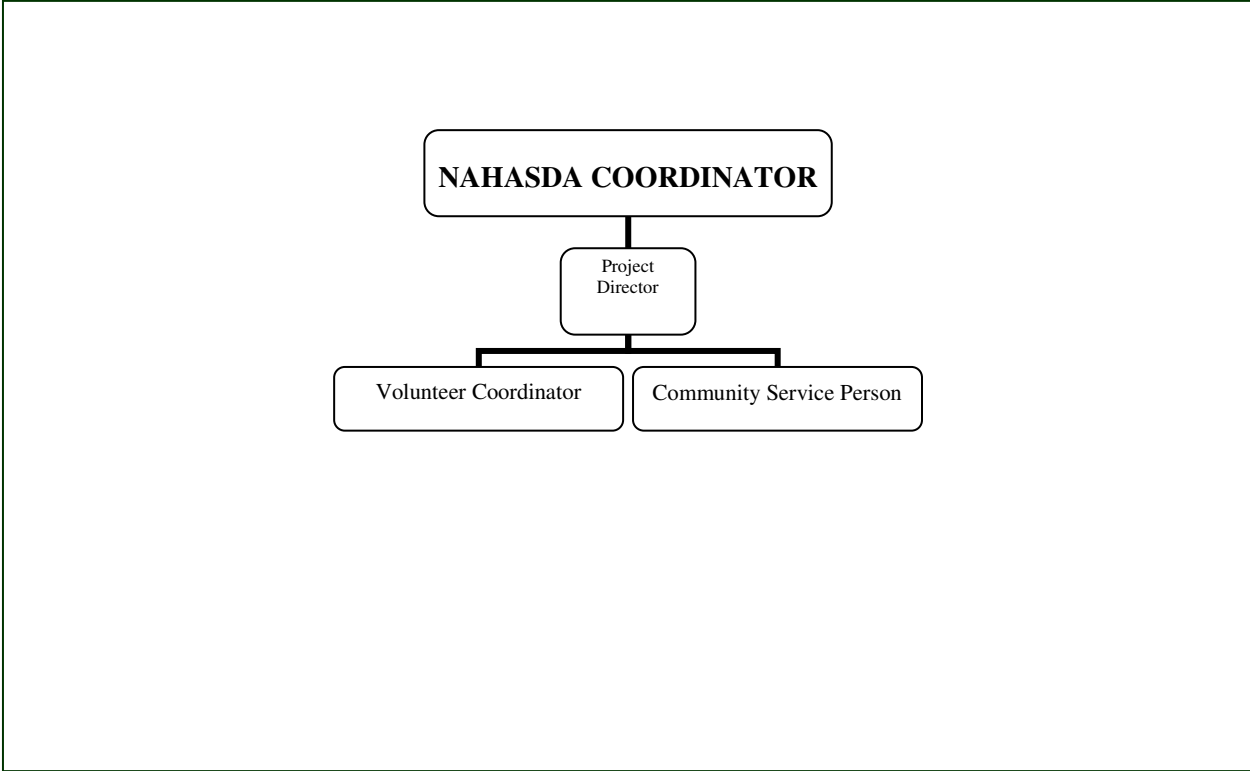 NAHASDA COORDINATOR
Project
Director
Volunteer Coordinator
Community Service Person